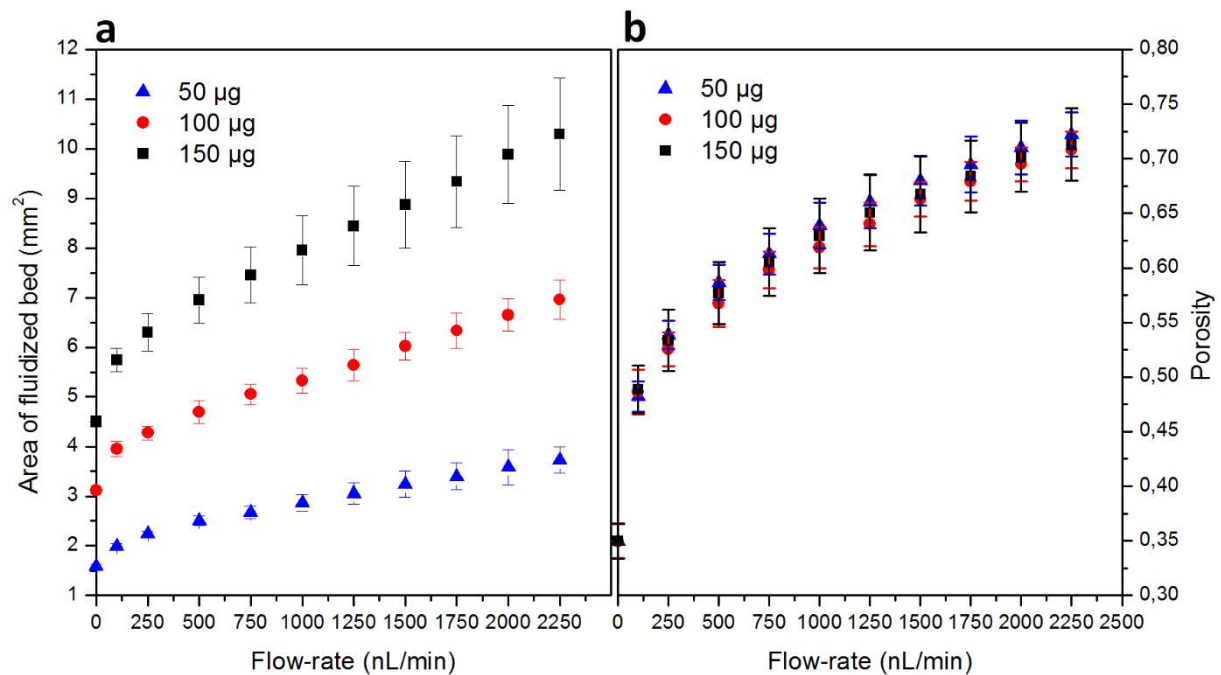 a
b
12
11
10
9
8
7
6
5
4
3
2
1
Area of fluidized bed (mm²)
50 µg
100 µg
150 µg
0 250 500 750 1000 1250 1500 1750 2000 2250
Flow-rate (nL/min)
50 µg
100 µg
150 µg
0,80
0,75
0,70
0,65
0,60
0,55
0,50
0,45
0,40
0,35
0,30
Porosity
0 250 500 750 1000 1250 1500 1750 2000 2250 2500
Flow-rate (nL/min)